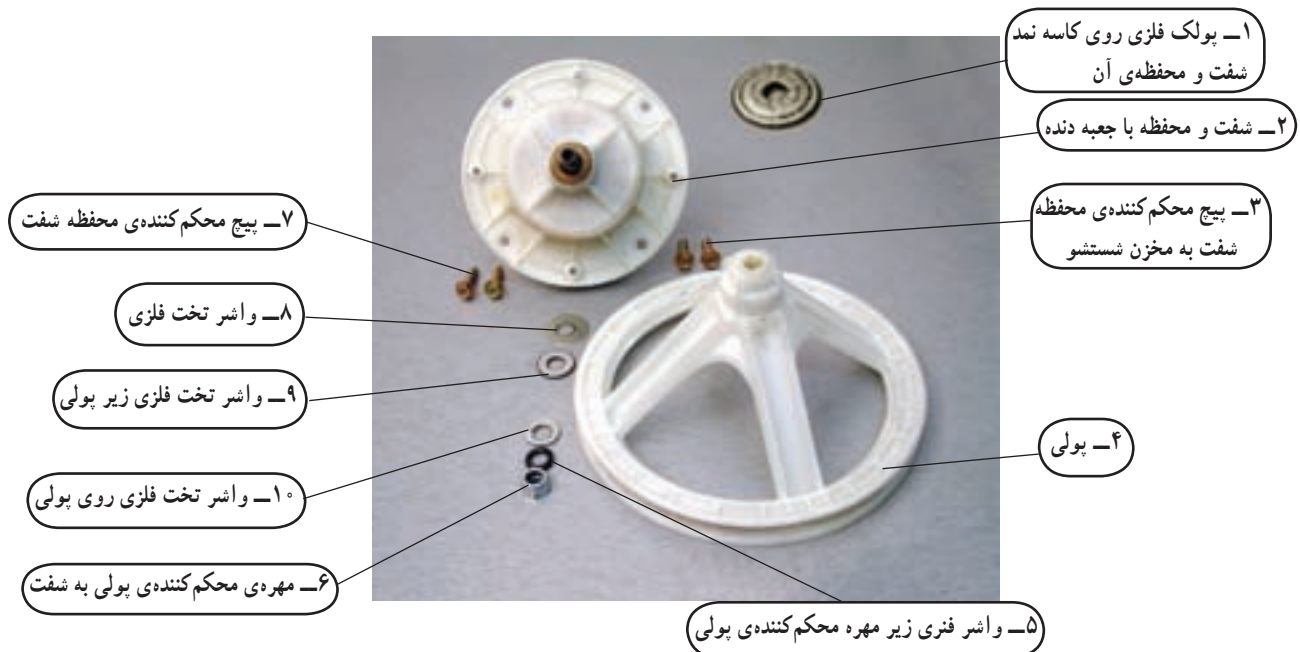 ۱ــ پولک فلزی روی کاسه نمد
شفت و محفظه‌ی آن
۲ــ شفت و محفظه با جعبه دنده
۳ــ پیچ محکم‌کننده‌ی محفظه
شفت به مخزن شستشو
۴ــ پولی
۵ــ واشر فنری زیر مهره محکم‌کننده‌ی پولی
۶ــ مهره‌ی محکم‌کننده‌ی پولی به شفت
۷ــ پیچ محکم‌کننده‌ی محفظه شفت
۸ــ واشر تخت فلزی
۹ــ واشر تخت فلزی زیر پولی
۱۰ــ واشر تخت فلزی روی پولی